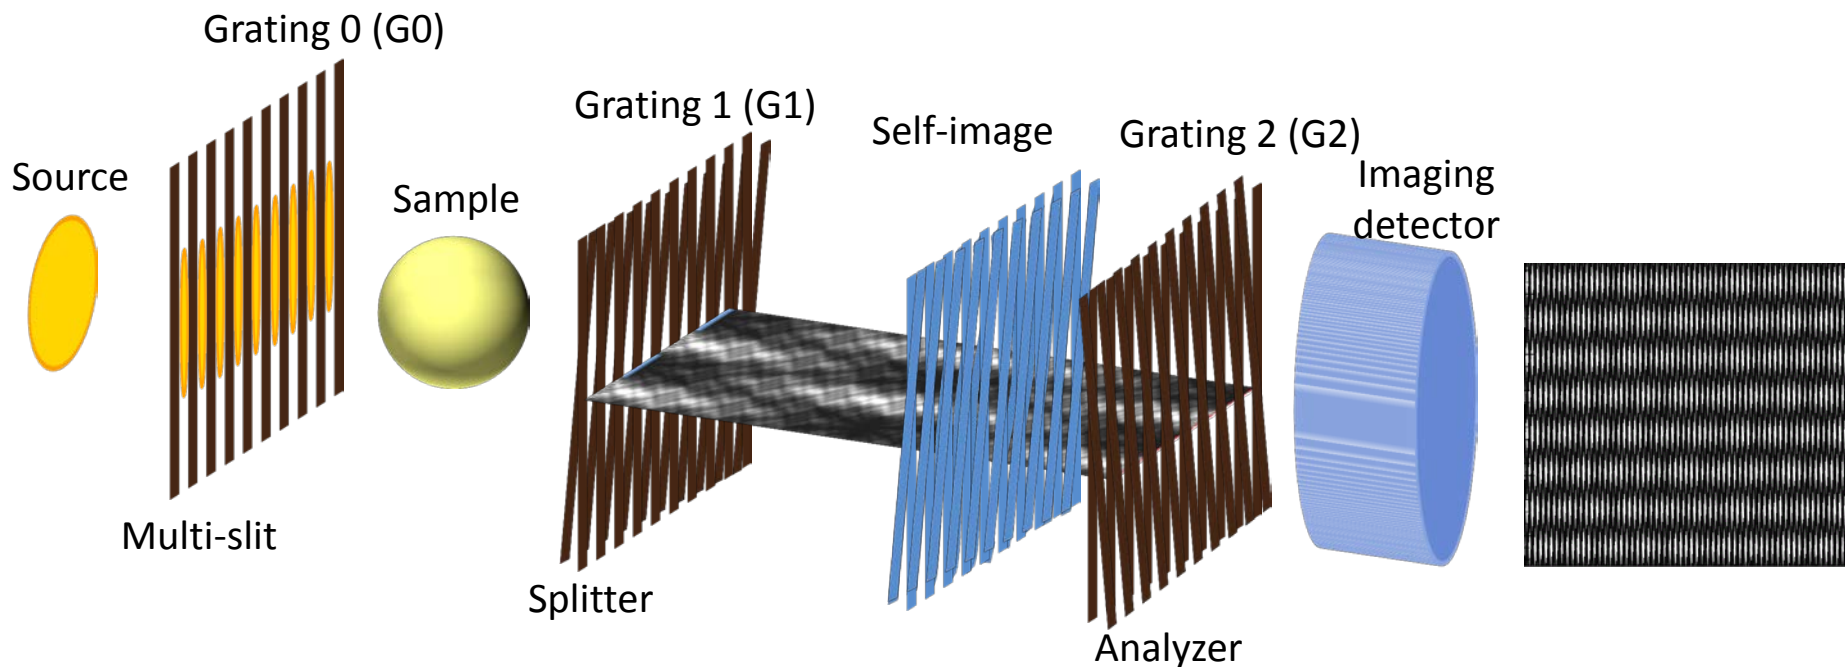 Grating 0 (G0)
Source
Multi-slit
Sample
Grating 1 (G1)
Splitter
Self-image
Grating 2 (G2)
Analyzer
Imaging
detector